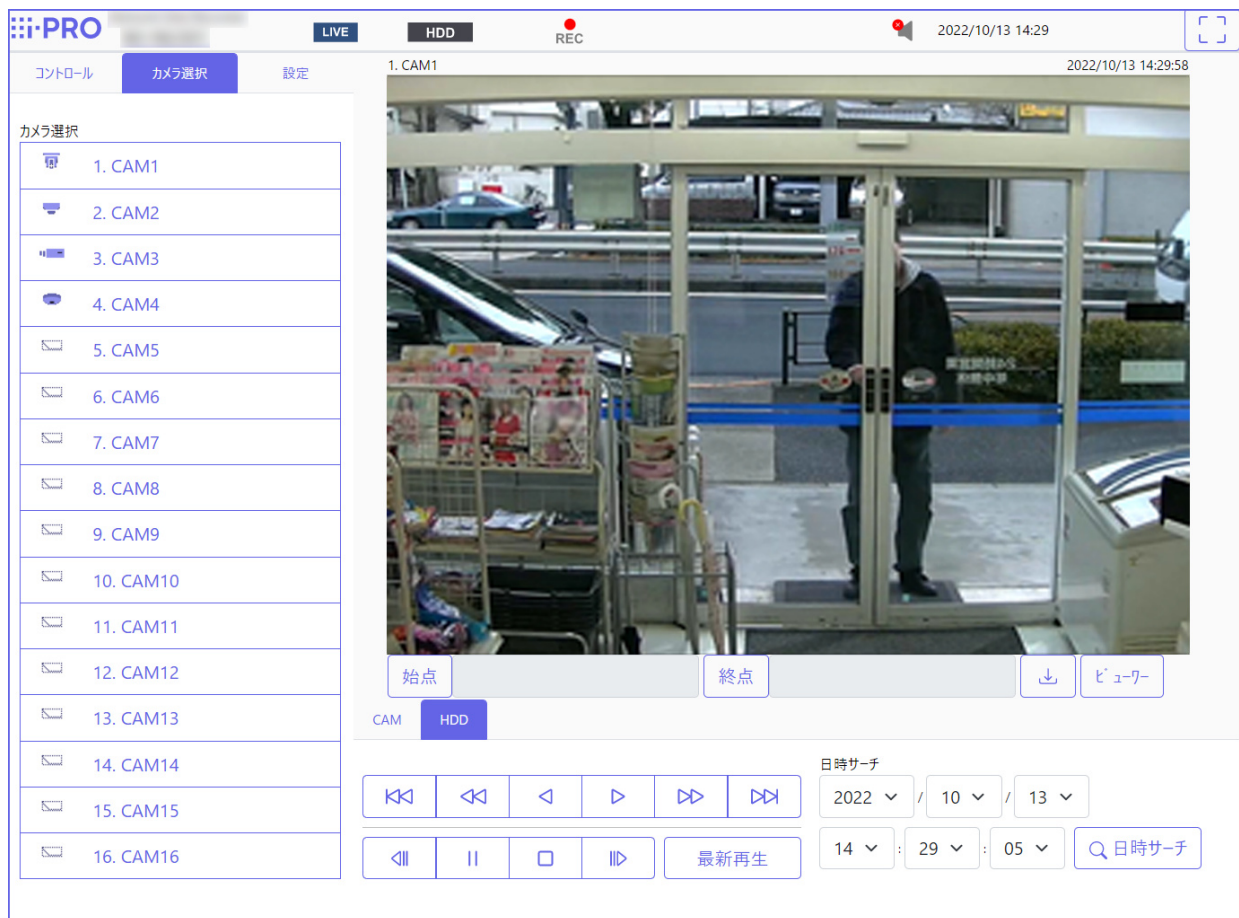 i-PRO
LIVE
HDD
REC
2022/10/13 14:29
コントロール
カメラ選択
設定
1. CAM1
2022/10/13 14:29:58
カメラ選択
1. CAM1
2. CAM2
3. CAM3
4. CAM4
5. CAM5
6. CAM6
7. CAM7
8. CAM8
9. CAM9
10. CAM10
11. CAM11
12. CAM12
13. CAM13
14. CAM14
15. CAM15
16. CAM16
始点
終点
ﾋﾞｭｰﾜｰ
CAM
HDD
最新再生
日時サーチ
2022 / 10 / 13
14 : 29 : 05
日時サーチ